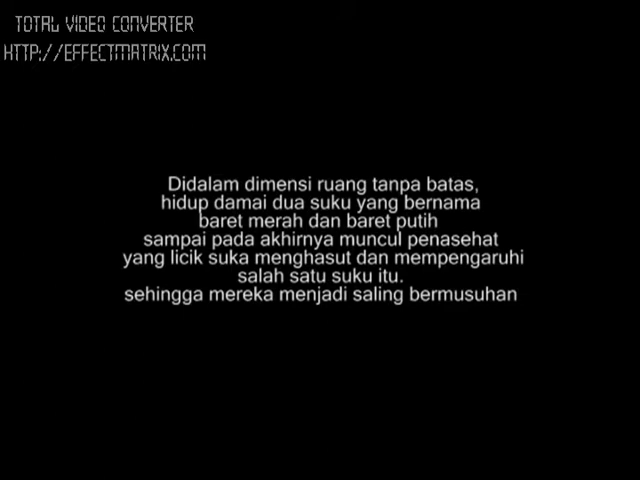 TOTAL VIDEO CONVERTER
HTTP://EFFECTMATRIX.COM
Didalam dimensi ruang tanpa batas,
hidup damai dua suku yang bernama
baret merah dan baret putih
sampai pada akhirnya muncul penasehat
yang licik suka menghasut dan mempengaruhi
salah satu suku itu.
sehingga mereka menjadi saling bermusuhan